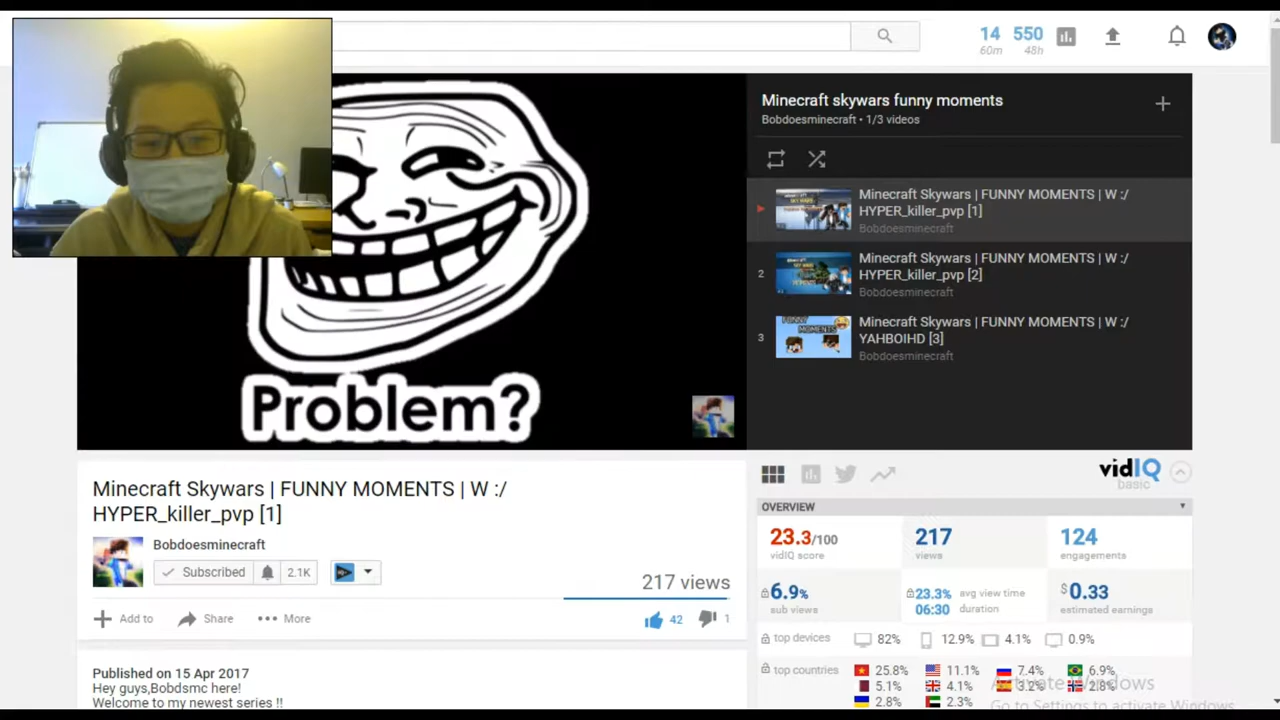 14 550
60m 48h
Problem?
Minecraft skywars funny moments
Bobdoesminecraft • 1/3 videos
Minecraft Skywars | FUNNY MOMENTS | W :/
HYPER_killer_pvp [1]
Bobdoesminecraft
2
Minecraft Skywars | FUNNY MOMENTS | W :/
HYPER_killer_pvp [2]
Bobdoesminecraft
3
Minecraft Skywars | FUNNY MOMENTS | W :/
YAHBOIHD [3]
Bobdoesminecraft
Minecraft Skywars | FUNNY MOMENTS | W :/
HYPER_killer_pvp [1]
Bobdoesminecraft
Subscribed 2.1K
217 views
Add to Share More
42 1
Published on 15 Apr 2017
Hey guys,Bobdsmc here!
Welcome to my newest series !!
vidIQ
basic
OVERVIEW
23.3/100 217 124
vidIQ score views engagements
6.9% 23.3% avg view time $0.33
sub views 06:30 duration estimated earnings
top devices 82% 12.9% 4.1% 0.9%
top countries 25.8% 11.1% 7.4% 6.9%
5.1% 4.1% 3.2% 2.8%
2.8% 2.3%
Activate Windows
Go to Settings to activate Windows.